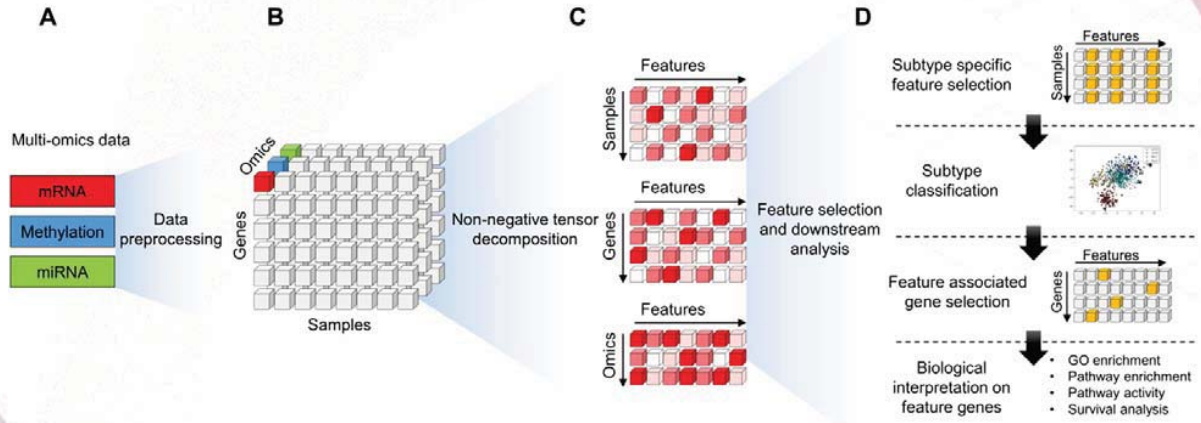 A
B
C
D
Multi-omics data
mRNA
Methylation
miRNA
Data
preprocessing
Omics
Genes
Samples
Non-negative tensor
decomposition
Features
Samples
Features
Genes
Features
Omics
Feature selection
and downstream
analysis
Subtype specific
feature selection
Features
Samples
Subtype
classification
Feature associated
gene selection
Features
Genes
Biological
interpretation on
feature genes
• GO enrichment
• Pathway enrichment
• Pathway activity
• Survival analysis